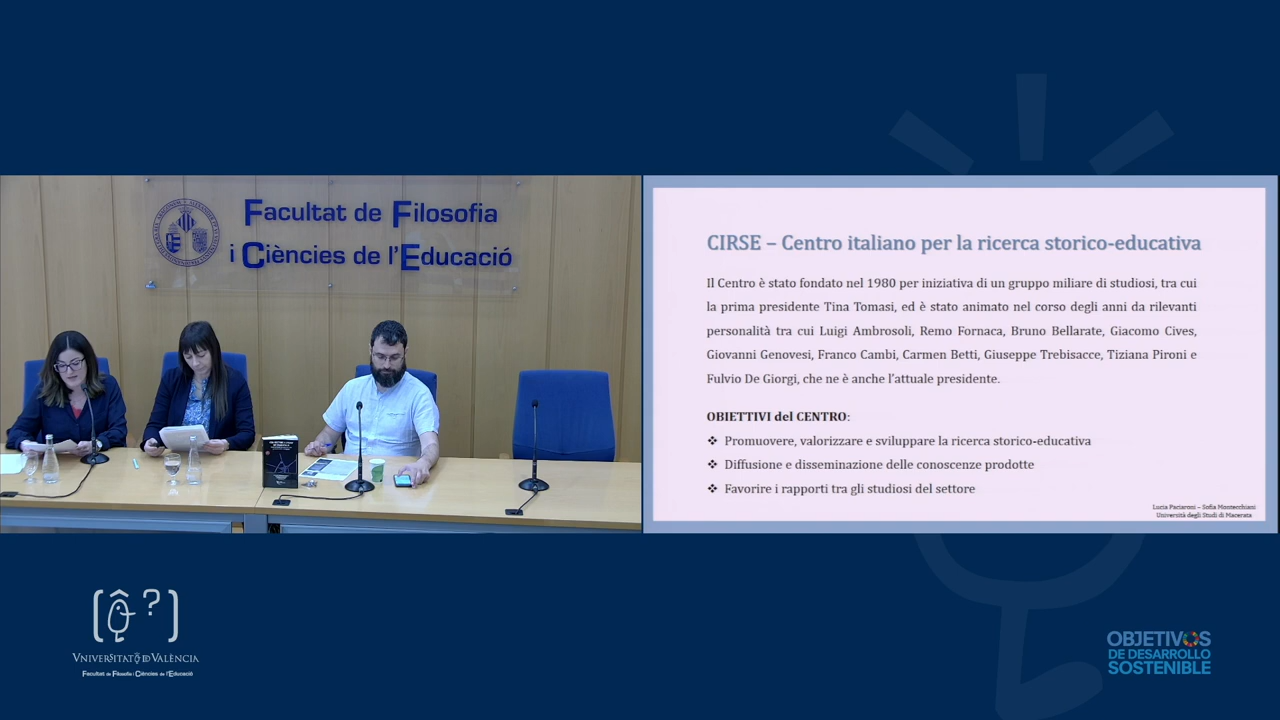 Facultat de Filosofia
i Ciències de l'Educació
CIRSE – Centro italiano per la ricerca storico-educativa
Il Centro è stato fondato nel 1980 per iniziativa di un gruppo miliare di studiosi, tra cui
la prima presidente Tina Tomasi, ed è stato animato nel corso degli anni da rilevanti
personalità tra cui Luigi Ambrosoli, Remo Fornaca, Bruno Bellarate, Giacomo Cives,
Giovanni Genovesi, Franco Cambi, Carmen Betti, Giuseppe Trebisacce, Tiziana Pironi e
Fulvio De Giorgi, che ne è anche l'attuale presidente.
OBIETTIVI del CENTRO:
❖ Promuovere, valorizzare e sviluppare la ricerca storico-educativa
❖ Diffusione e disseminazione delle conoscenze prodotte
❖ Favorire i rapporti tra gli studiosi del settore
Lucia Paciaroni – Sofia Montecchiani
Università degli Studi di Macerata
VNIVERSITATQ DE VALÈNCIA
Facultat de Filosofia i Ciències de l'Educació
OBJETIVOS
DE DESARROLLO
SOSTENIBLE